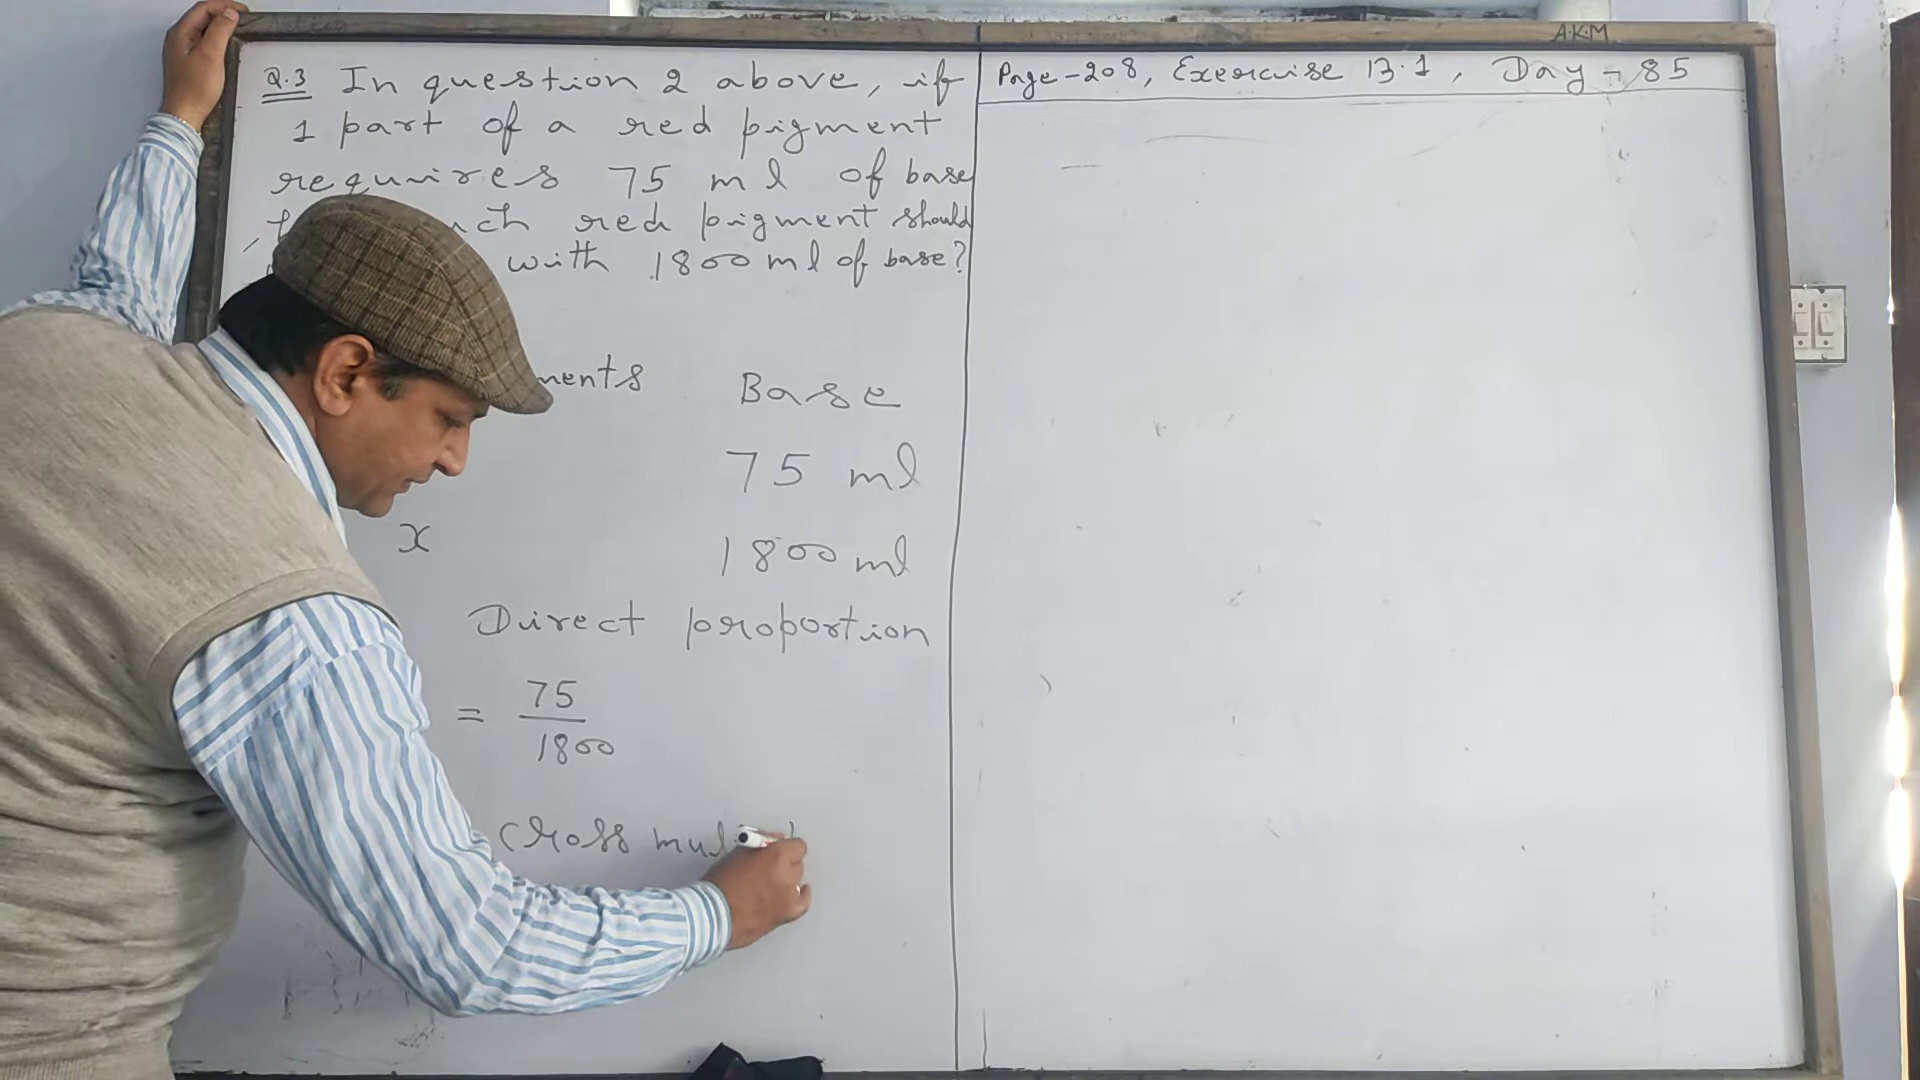 A.K.M
Q.3 In question 2 above, if
1 part of a red pigment
requires 75 ml of base
red pigment should
with 1800 ml of base?
Base
75 ml
x 1800 ml
Direct proportion
= 75
1800
Cross
Page-208, Exercise 13.1, Day - 85